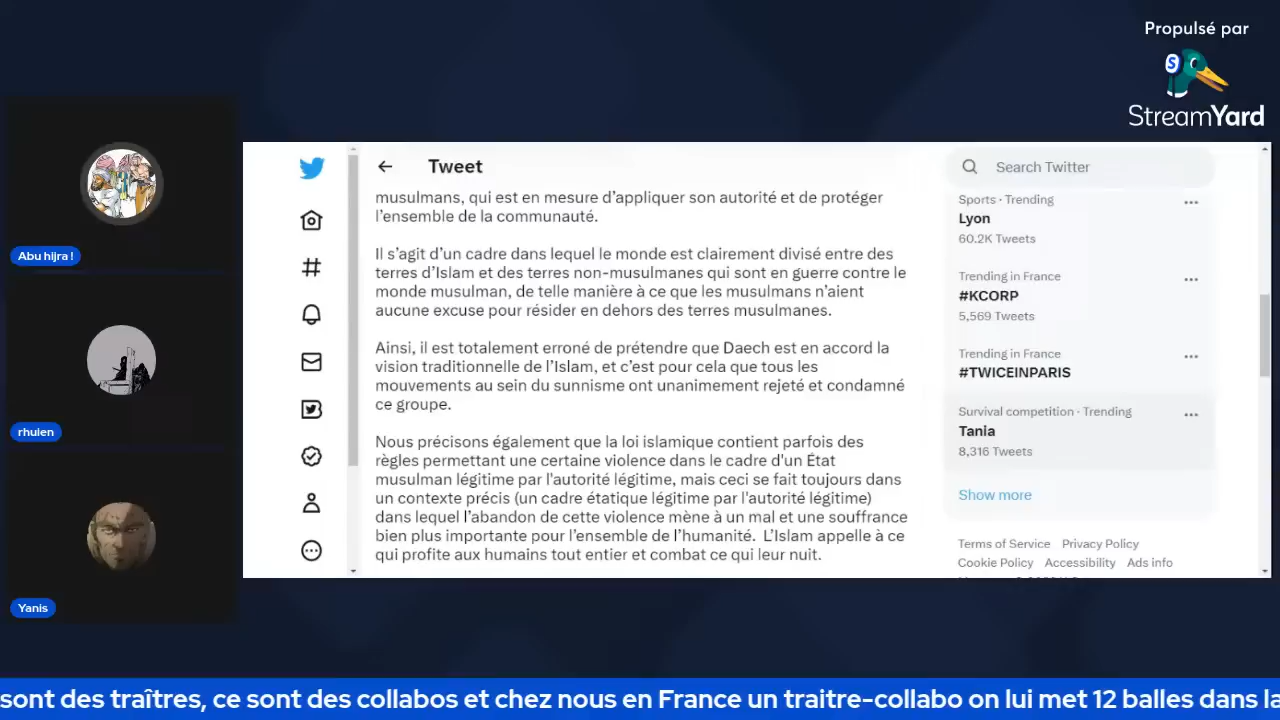 Propulsé par
StreamYard
Abu hijra !
rhulen
Yanis
Tweet
musulmans, qui est en mesure d’appliquer son autorité et de protéger
l’ensemble de la communauté.
Il s’agit d’un cadre dans lequel le monde est clairement divisé entre des
terres d’Islam et des terres non-musulmanes qui sont en guerre contre le
monde musulman, de telle manière à ce que les musulmans n’aient
aucune excuse pour résider en dehors des terres musulmanes.
Ainsi, il est totalement erroné de prétendre que Daech est en accord la
vision traditionnelle de l’Islam, et c’est pour cela que tous les
mouvements au sein du sunnisme ont unanimement rejeté et condamné
ce groupe.
Nous précisons également que la loi islamique contient parfois des
règles permettant une certaine violence dans le cadre d'un État
musulman légitime par l'autorité légitime, mais ceci se fait toujours dans
un contexte précis (un cadre étatique légitime par l'autorité légitime)
dans lequel l’abandon de cette violence mène à un mal et une souffrance
bien plus importante pour l’ensemble de l’humanité. L’Islam appelle à ce
qui profite aux humains tout entier et combat ce qui leur nuit.
Search Twitter
Sports · Trending
Lyon
60.2K Tweets
Trending in France
#KCORP
5,569 Tweets
Trending in France
#TWICEINPARIS
Survival competition · Trending
Tania
8,316 Tweets
Show more
Terms of Service Privacy Policy
Cookie Policy Accessibility Ads info
sont des traîtres, ce sont des collabos et chez nous en France un traitre-collabo on lui met 12 balles dans la